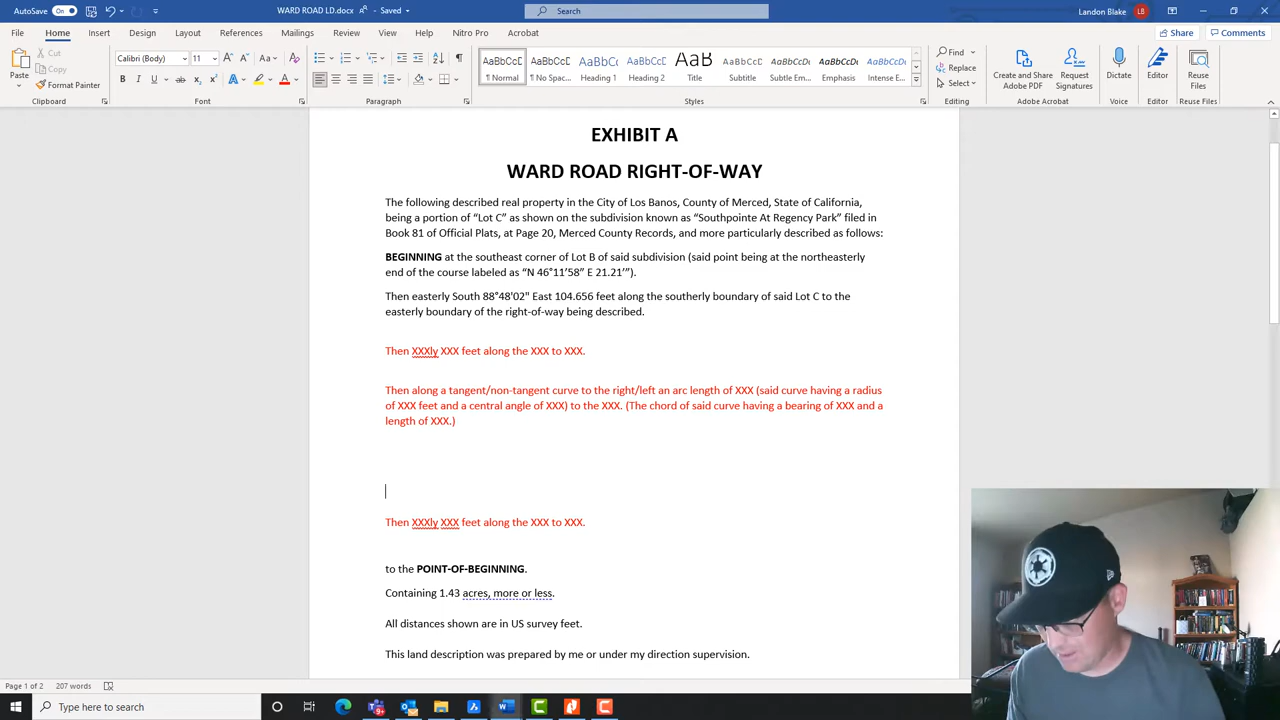 AutoSave On WARD ROAD LD.docx • Saved Search Landon Blake LB
File Home Insert Draw Design Layout References Mailings Review View Help Nitro Pro Acrobat Share Comments
Paste Cut Copy Format Painter
Calibri (Body) 11
AaBbCcD ¶ Normal AaBbCcD ¶ No Spac... AaBbCc Heading 1 AaBbCcC Heading 2 AaB Title AaBbCcD Subtitle AaBbCcD Subtle Em... AaBbCcD Emphasis AaBbCcDc Intense E...
Find Replace Select
Create and Share Adobe PDF Request Signatures Dictate Editor Reuse Files
Clipboard Font Paragraph Styles Editing Adobe Acrobat Voice Editor Reuse Files
EXHIBIT A
WARD ROAD RIGHT-OF-WAY
The following described real property in the City of Los Banos, County of Merced, State of California,
being a portion of “Lot C” as shown on the subdivision known as “Southpointe At Regency Park” filed in
Book 81 of Official Plats, at Page 20, Merced County Records, and more particularly described as follows:
BEGINNING at the southeast corner of Lot B of said subdivision (said point being at the northeasterly
end of the course labeled as “N 46°11’58” E 21.21’”).
Then easterly South 88°48'02" East 104.656 feet along the southerly boundary of said Lot C to the
easterly boundary of the right-of-way being described.
Then XXXly XXX feet along the XXX to XXX.
Then along a tangent/non-tangent curve to the right/left an arc length of XXX (said curve having a radius
of XXX feet and a central angle of XXX) to the XXX. (The chord of said curve having a bearing of XXX and a
length of XXX.)
Then XXXly XXX feet along the XXX to XXX.
to the POINT-OF-BEGINNING.
Containing 1.43 acres, more or less.
All distances shown are in US survey feet.
This land description was prepared by me or under my direction supervision.
Page 1 of 2 207 words
Type here to search